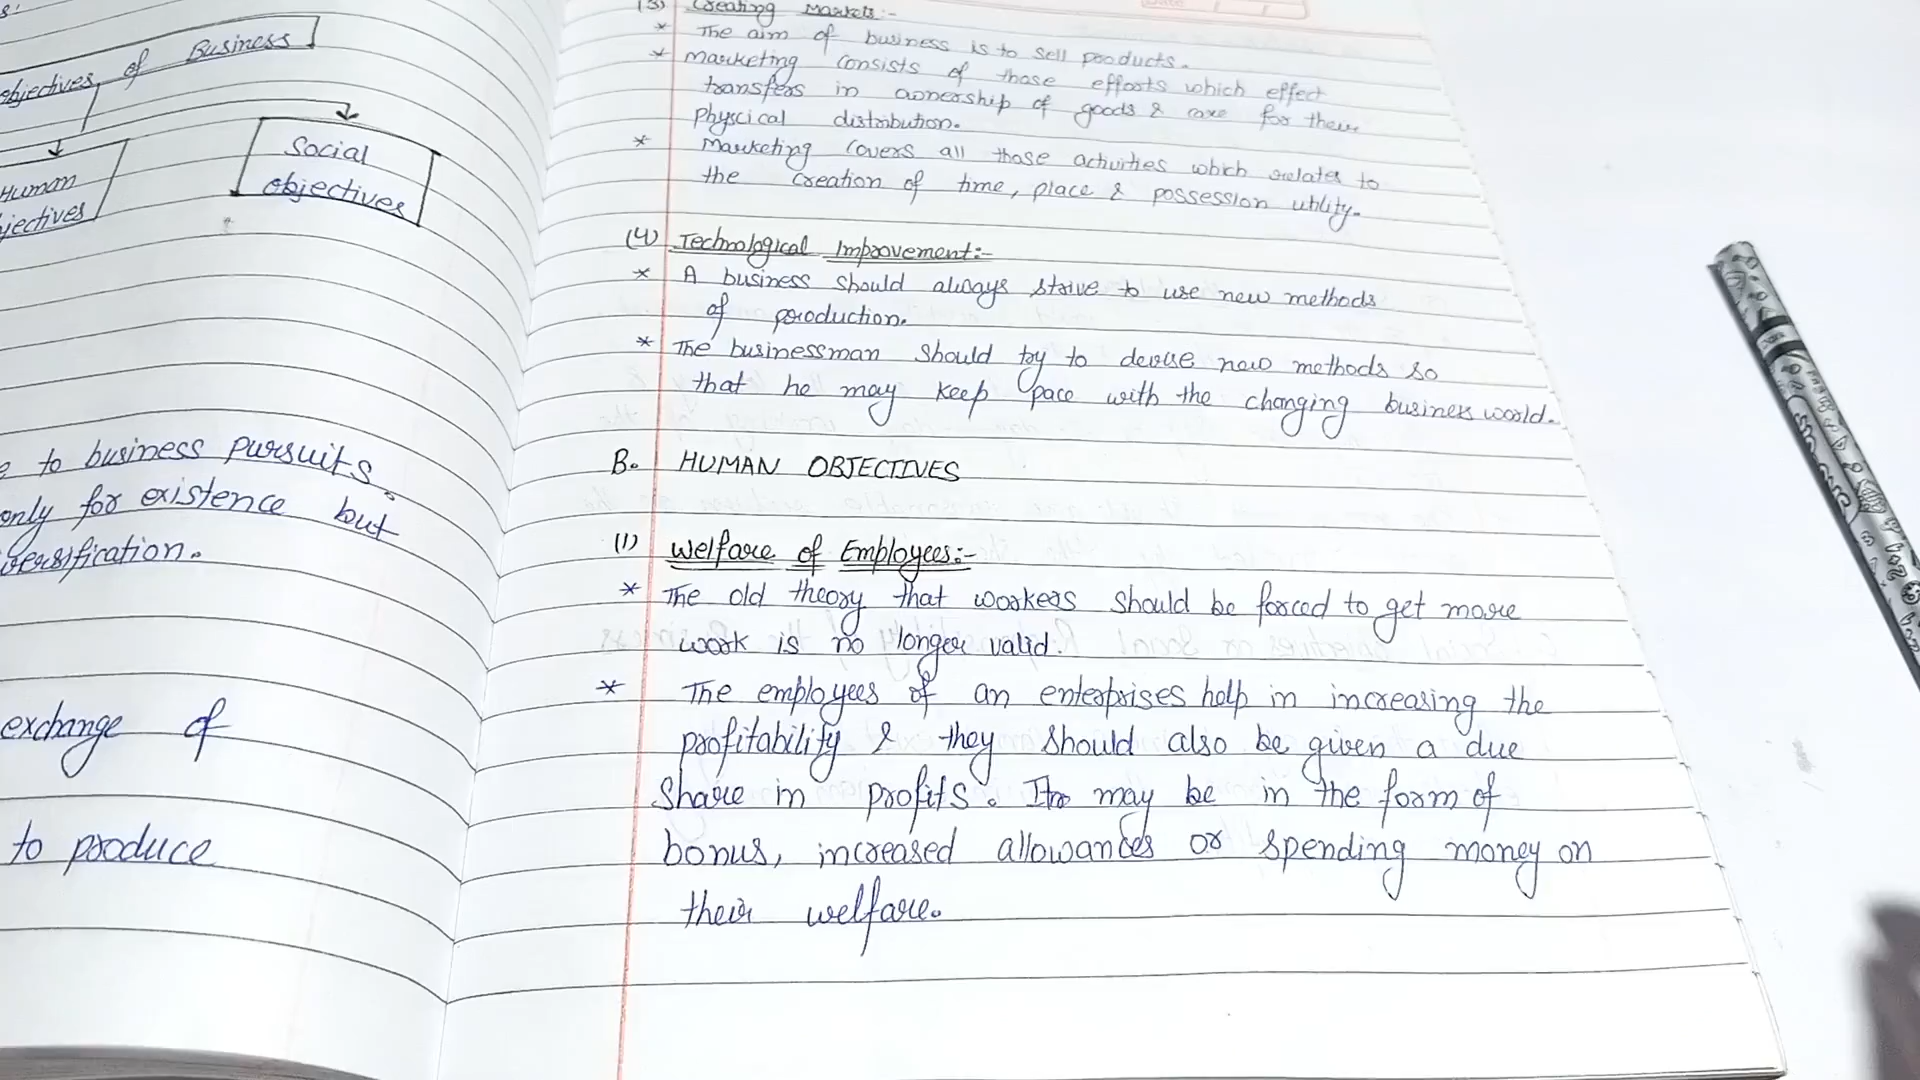 Objectives of Business
Human
Objectives
Social
objectives
to business pursuits.
only for existence but
exchange of
to produce
(3) Creating Markets:-
* The aim of business is to sell products.
* Marketing consists of those efforts which effect
transfers in ownership of goods & care for their
Physcical distribution.
* Marketing covers all those activities which relates to
the creation of time, place & possession utility.
(4) Technological Improvement:-
* A business should always strive to use new methods
of production.
* The businessman should try to devise new methods so
that he may keep pace with the changing business world.
B. HUMAN OBJECTIVES
(1) Welfare of Employees:-
* The old theory that workers should be forced to get more
work is no longer valid.
* The employees of an enterprises help in increasing the
profitability & they should also be given a due
Share in profits. It may be in the form of
bonus, increased allowances or spending money on
their welfare.